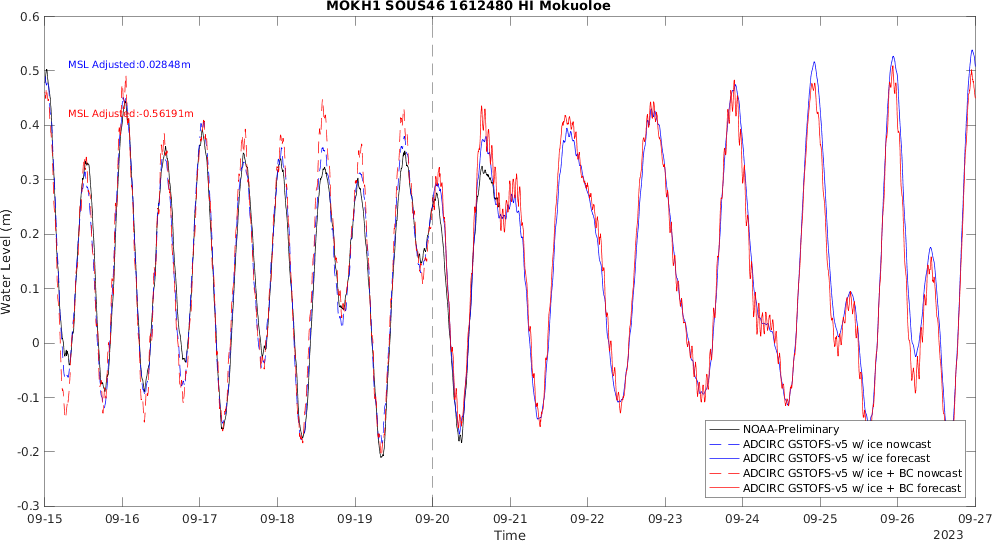 MOKH1 SOUS46 1612480 HI Mokuoloe
0.6
0.5
0.4
0.3
0.2
0.1
0
-0.1
-0.2
-0.3
Water Level (m)
MSL Adjusted:0.02848m
MSL Adjusted:-0.56191m
NOAA-Preliminary
ADCIRC GSTOFS-v5 w/ ice nowcast
ADCIRC GSTOFS-v5 w/ ice forecast
ADCIRC GSTOFS-v5 w/ ice + BC nowcast
ADCIRC GSTOFS-v5 w/ ice + BC forecast
09-15 09-16 09-17 09-18 09-19 09-20 09-21 09-22 09-23 09-24 09-25 09-26 09-27
Time
2023